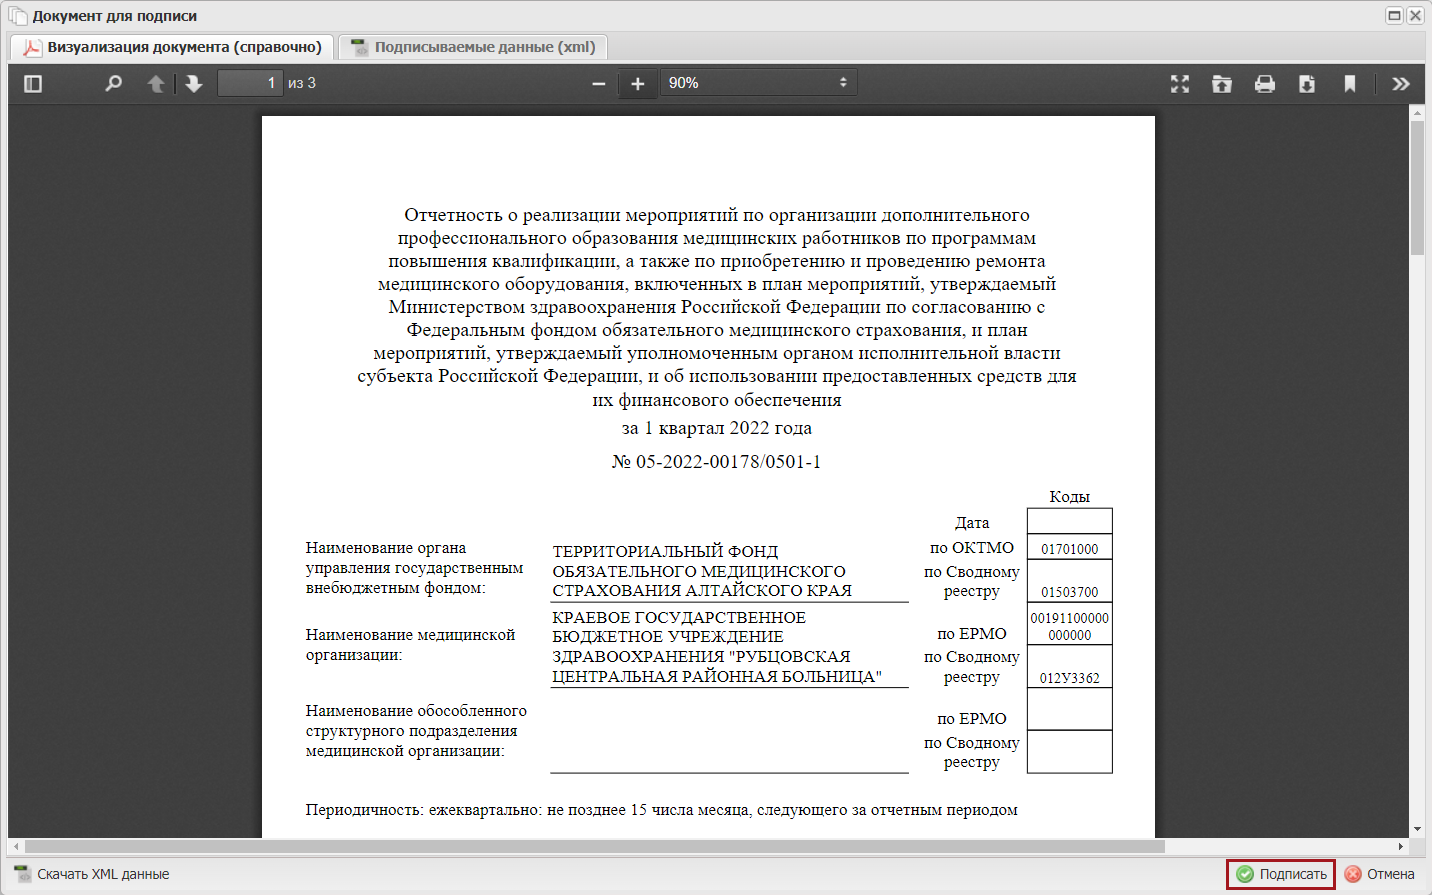 Документ для подписи
Визуализация документа (справочно)
Подписываемые данные (xml)
1 из 3
90%
Отчетность о реализации мероприятий по организации дополнительного
профессионального образования медицинских работников по программам
повышения квалификации, а также по приобретению и проведению ремонта
медицинского оборудования, включенных в план мероприятий, утверждаемый
Министерством здравоохранения Российской Федерации по согласованию с
Федеральным фондом обязательного медицинского страхования, и план
мероприятий, утверждаемый уполномоченным органом исполнительной власти
субъекта Российской Федерации, и об использовании предоставленных средств для
их финансового обеспечения
за 1 квартал 2022 года
№ 05-2022-00178/0501-1
Коды
Дата
Наименование органа
управления государственным
внебюджетным фондом:
ТЕРРИТОРИАЛЬНЫЙ ФОНД
ОБЯЗАТЕЛЬНОГО МЕДИЦИНСКОГО
СТРАХОВАНИЯ АЛТАЙСКОГО КРАЯ
по ОКТМО 01701000
по Сводному
реестру 01503700
Наименование медицинской
организации:
КРАЕВОЕ ГОСУДАРСТВЕННОЕ
БЮДЖЕТНОЕ УЧРЕЖДЕНИЕ
ЗДРАВООХРАНЕНИЯ "РУБЦОВСКАЯ
ЦЕНТРАЛЬНАЯ РАЙОННАЯ БОЛЬНИЦА"
по ЕРМО
00191100000
000000
по Сводному
реестру 012У3362
Наименование обособленного
структурного подразделения
медицинской организации:
по ЕРМО
по Сводному
реестру
Периодичность: ежеквартально: не позднее 15 числа месяца, следующего за отчетным периодом
Скачать XML данные
Подписать
Отмена